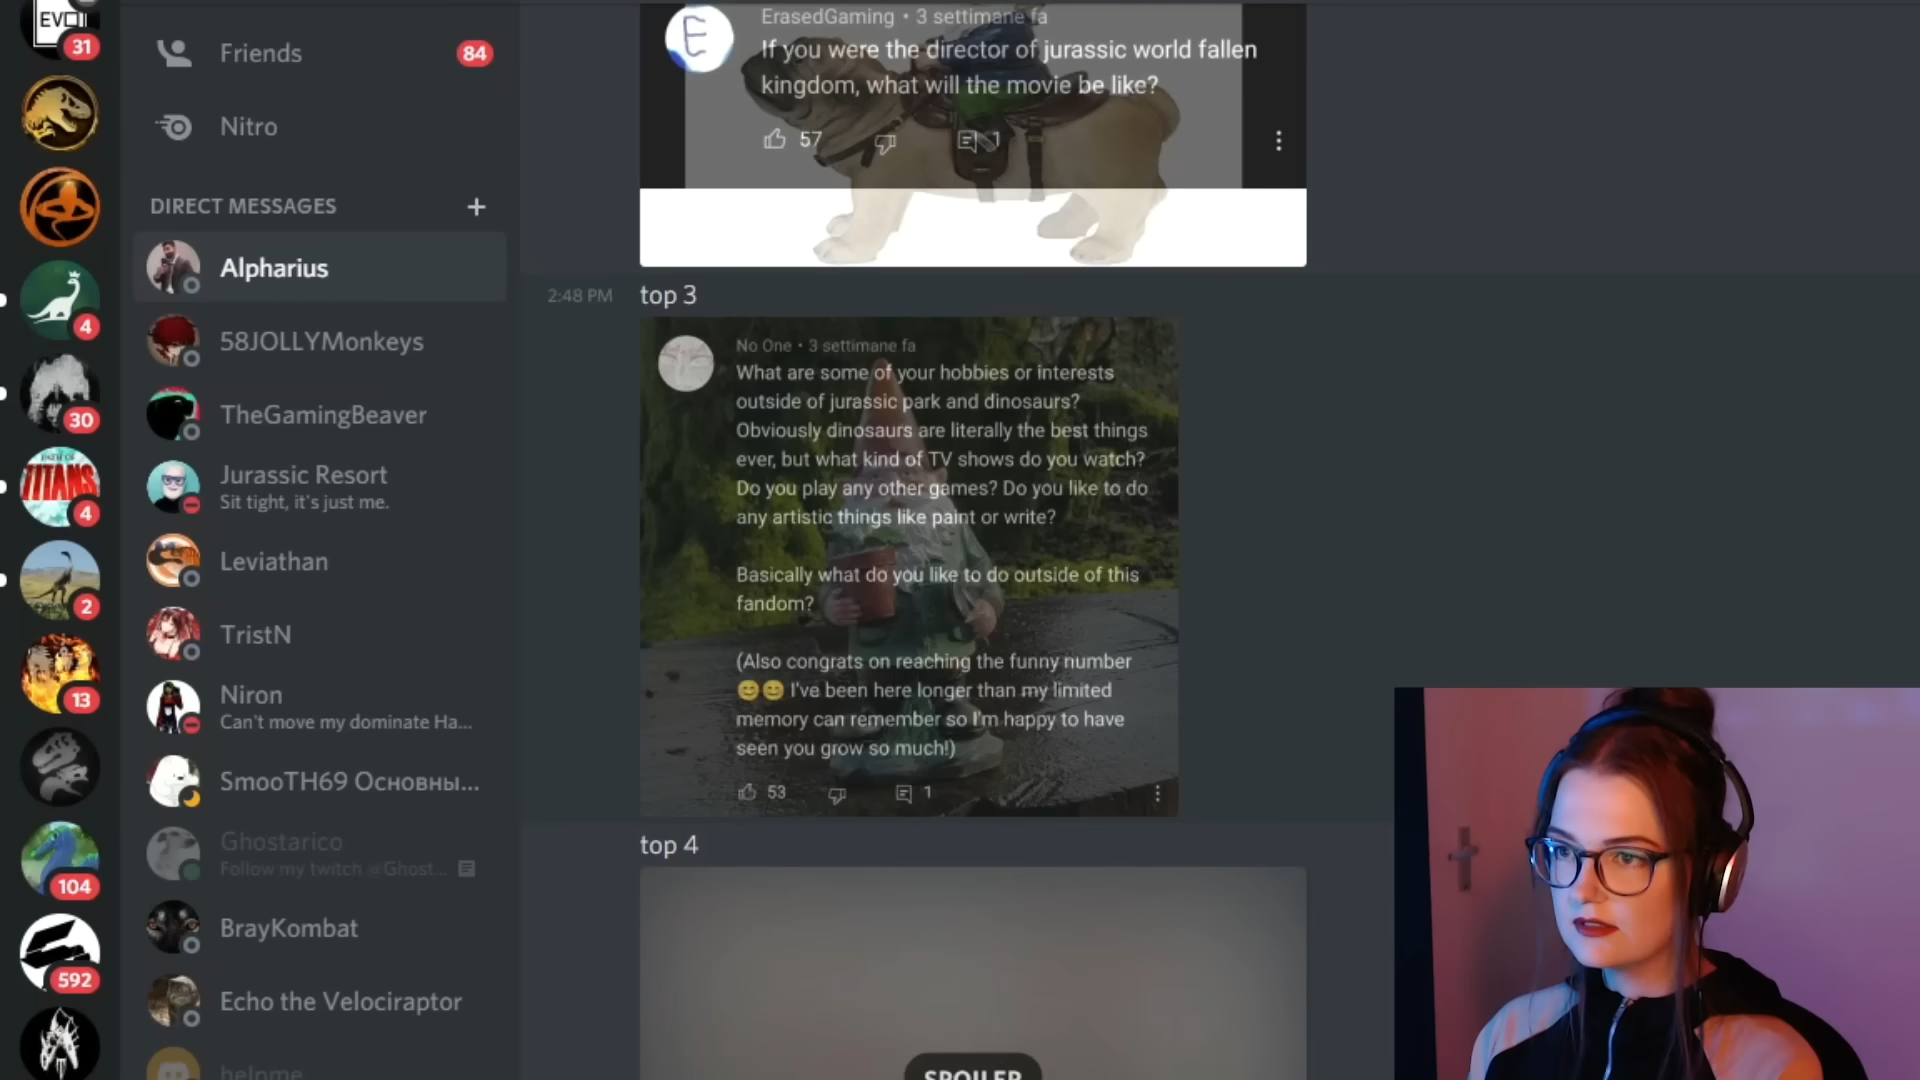 EVO
31
4
30
PATH OF
TITANS
4
2
13
104
592
Friends
84
Nitro
DIRECT MESSAGES
+
Alpharius
58JOLLYMonkeys
TheGamingBeaver
Jurassic Resort
Sit tight, it's just me.
Leviathan
TristN
Niron
Can't move my dominate Ha...
SmooTH69 Основны...
Ghostarico
Follow my twitch @Ghost...
BrayKombat
Echo the Velociraptor
helpme
E
ErasedGaming • 3 settimane fa
If you were the director of jurassic world fallen
kingdom, what will the movie be like?
57
1
2:48 PM
top 3
No One • 3 settimane fa
What are some of your hobbies or interests
outside of jurassic park and dinosaurs?
Obviously dinosaurs are literally the best things
ever, but what kind of TV shows do you watch?
Do you play any other games? Do you like to do
any artistic things like paint or write?
Basically what do you like to do outside of this
fandom?
(Also congrats on reaching the funny number
😊😊 I've been here longer than my limited
memory can remember so I'm happy to have
seen you grow so much!)
53
1
top 4
SPOILER